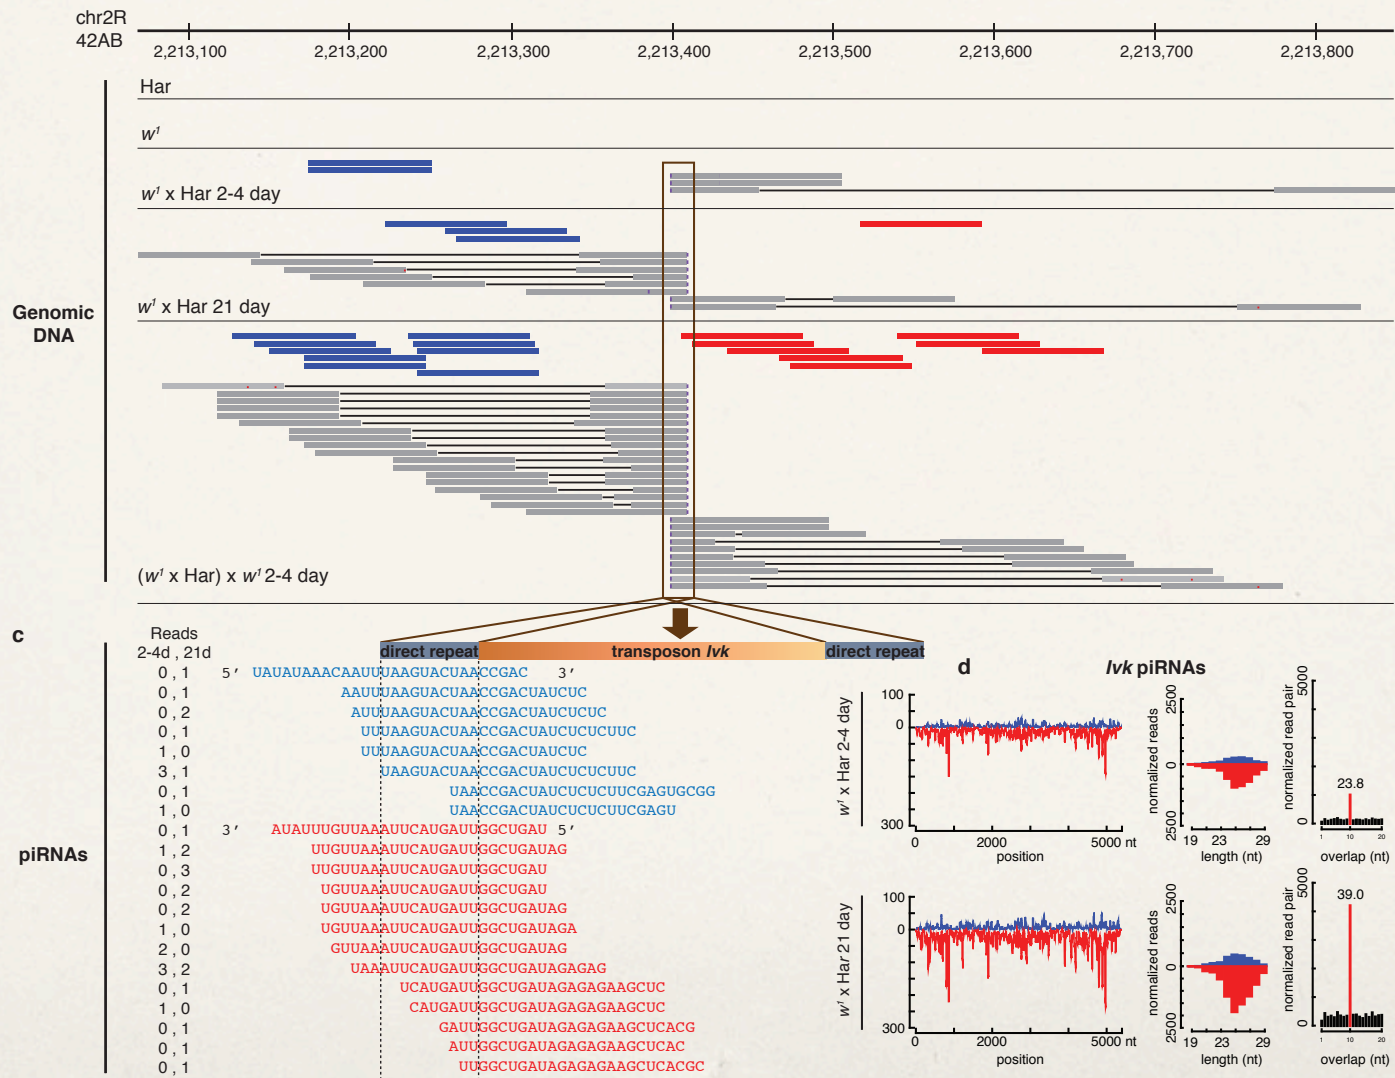 chr2R
42AB
2,213,100 2,213,200 2,213,300 2,213,400 2,213,500 2,213,600 2,213,700 2,213,800
Har
w1
w1 x Har 2-4 day
Genomic
DNA
w1 x Har 21 day
(w1 x Har) x w1 2-4 day
c
Reads
2-4d , 21d
direct repeat transposon Ivk direct repeat
piRNAs
0 , 1 5′ UAUAUAAACAAUUUAAGUACUAACCGAC 3′
0 , 1 AAUUUAAGUACUAACCGACUAUCUC
0 , 2 AUUUAAGUACUAACCGACUAUCUCUC
0 , 1 UUUAAGUACUAACCGACUAUCUCUCUUC
1 , 0 UUUAAGUACUAACCGACUAUCUC
3 , 1 UAAGUACUAACCGACUAUCUCUCUUC
0 , 1 UAACCGACUAUCUCUCUUCGAGUGCGG
1 , 0 UAACCGACUAUCUCUCUUCGAGU
0 , 1 3′ AUAUUUGUUAAAUUCAUGAUUGGCUGAU 5′
1 , 2 UUGUUAAAUUCAUGAUUGGCUGAUAG
0 , 3 UUGUUAAAUUCAUGAUUGGCUGAU
0 , 2 UGUUAAAUUCAUGAUUGGCUGAU
0 , 2 UGUUAAAUUCAUGAUUGGCUGAUAG
1 , 0 UGUUAAAUUCAUGAUUGGCUGAUAGA
2 , 0 GUUAAAUUCAUGAUUGGCUGAUAG
3 , 2 UAAAUUCAUGAUUGGCUGAUAGAGAG
0 , 1 UCAUGAUUGGCUGAUAGAGAGAAGCUC
1 , 0 CAUGAUUGGCUGAUAGAGAGAAGCUC
0 , 1 GAUUGGCUGAUAGAGAGAAGCUCACG
0 , 1 AUUGGCUGAUAGAGAGAAGCUCAC
0 , 1 UUGGCUGAUAGAGAGAAGCUCACGC
d Ivk piRNAs
w1 x Har 2-4 day
100
0
300
0 2000 5000 nt
position
normalized reads
2500
0
2500
19 23 29
length (nt)
normalized read pair
5000
0
23.8
1 10 20
overlap (nt)
w1 x Har 21 day
100
0
300
0 2000 5000 nt
position
normalized reads
2500
0
2500
19 23 29
length (nt)
normalized read pair
5000
0
39.0
1 10 20
overlap (nt)